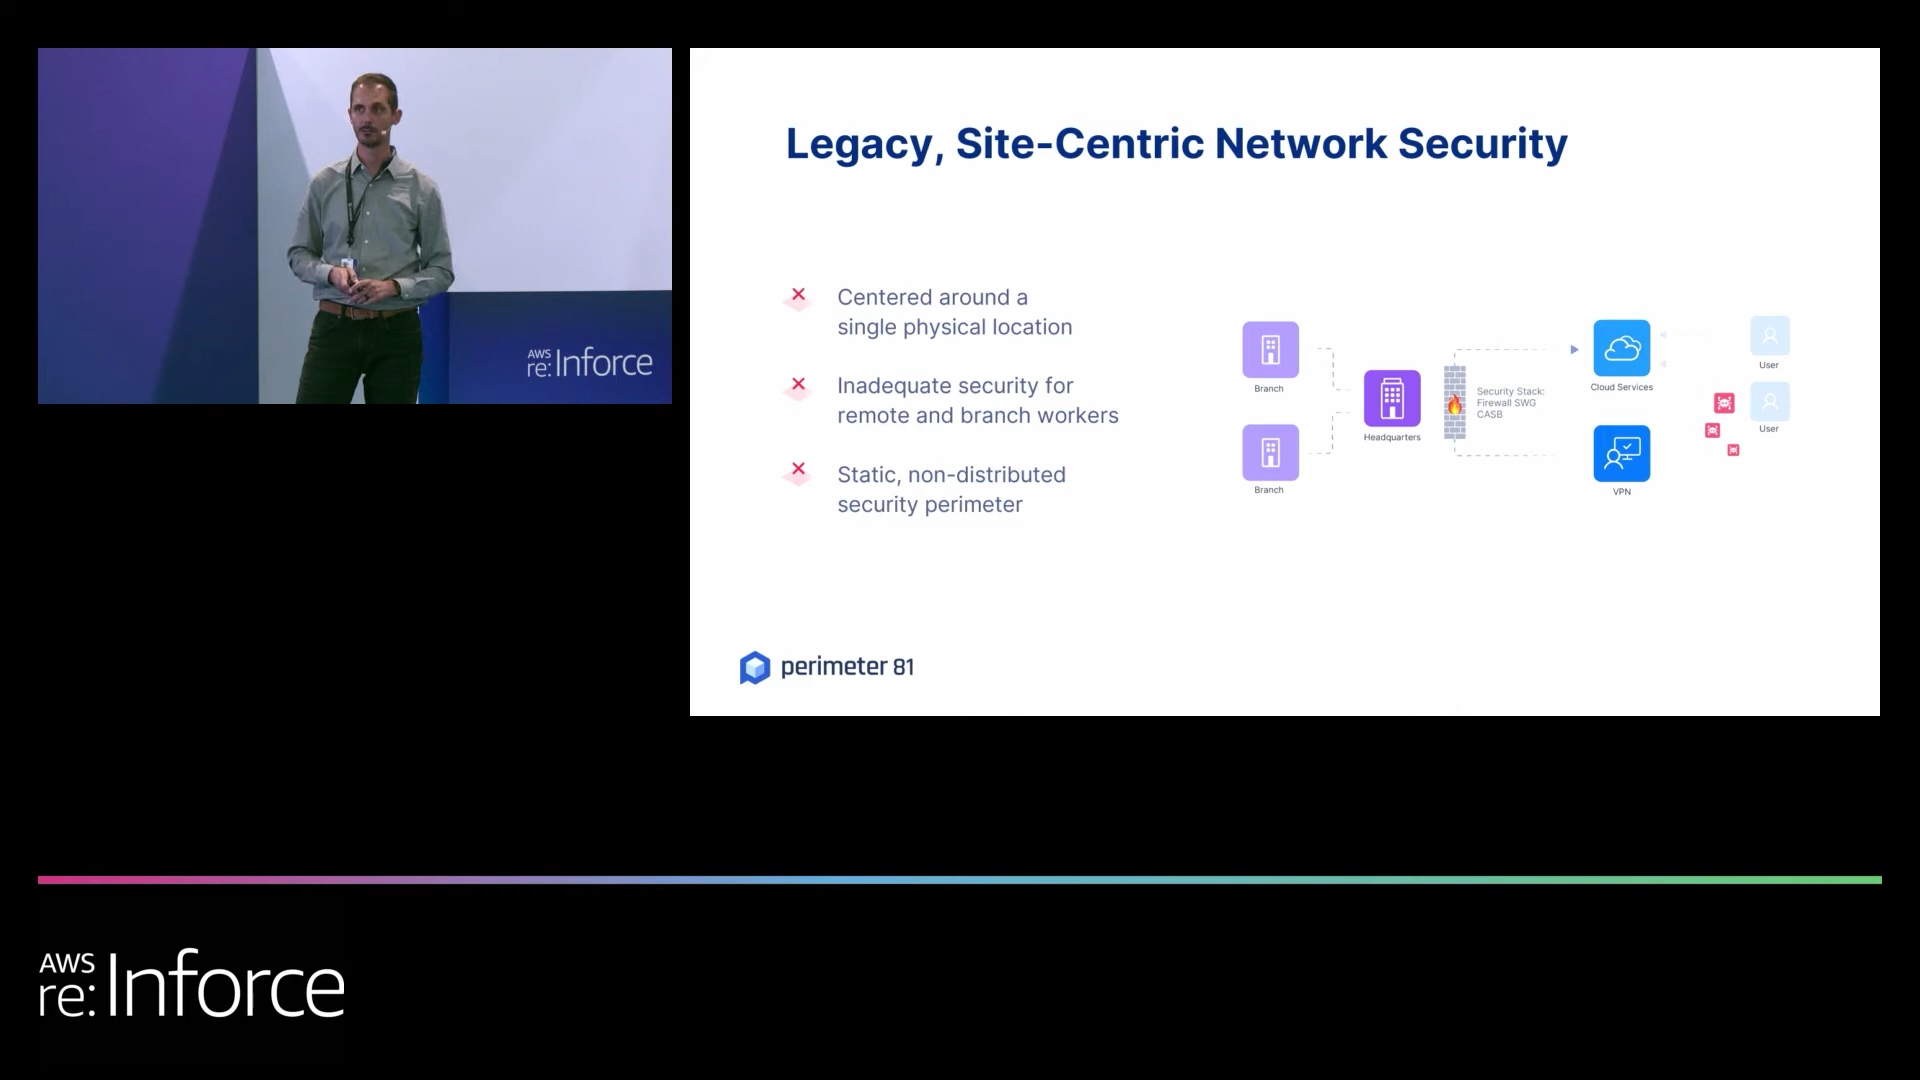 AWS
re:Inforce
Legacy, Site-Centric Network Security
Centered around a
single physical location
Inadequate security for
remote and branch workers
Static, non-distributed
security perimeter
Branch
Branch
Headquarters
Security Stack:
Firewall SWG
CASB
Cloud Services
VPN
User
User
perimeter 81
AWS
re:Inforce